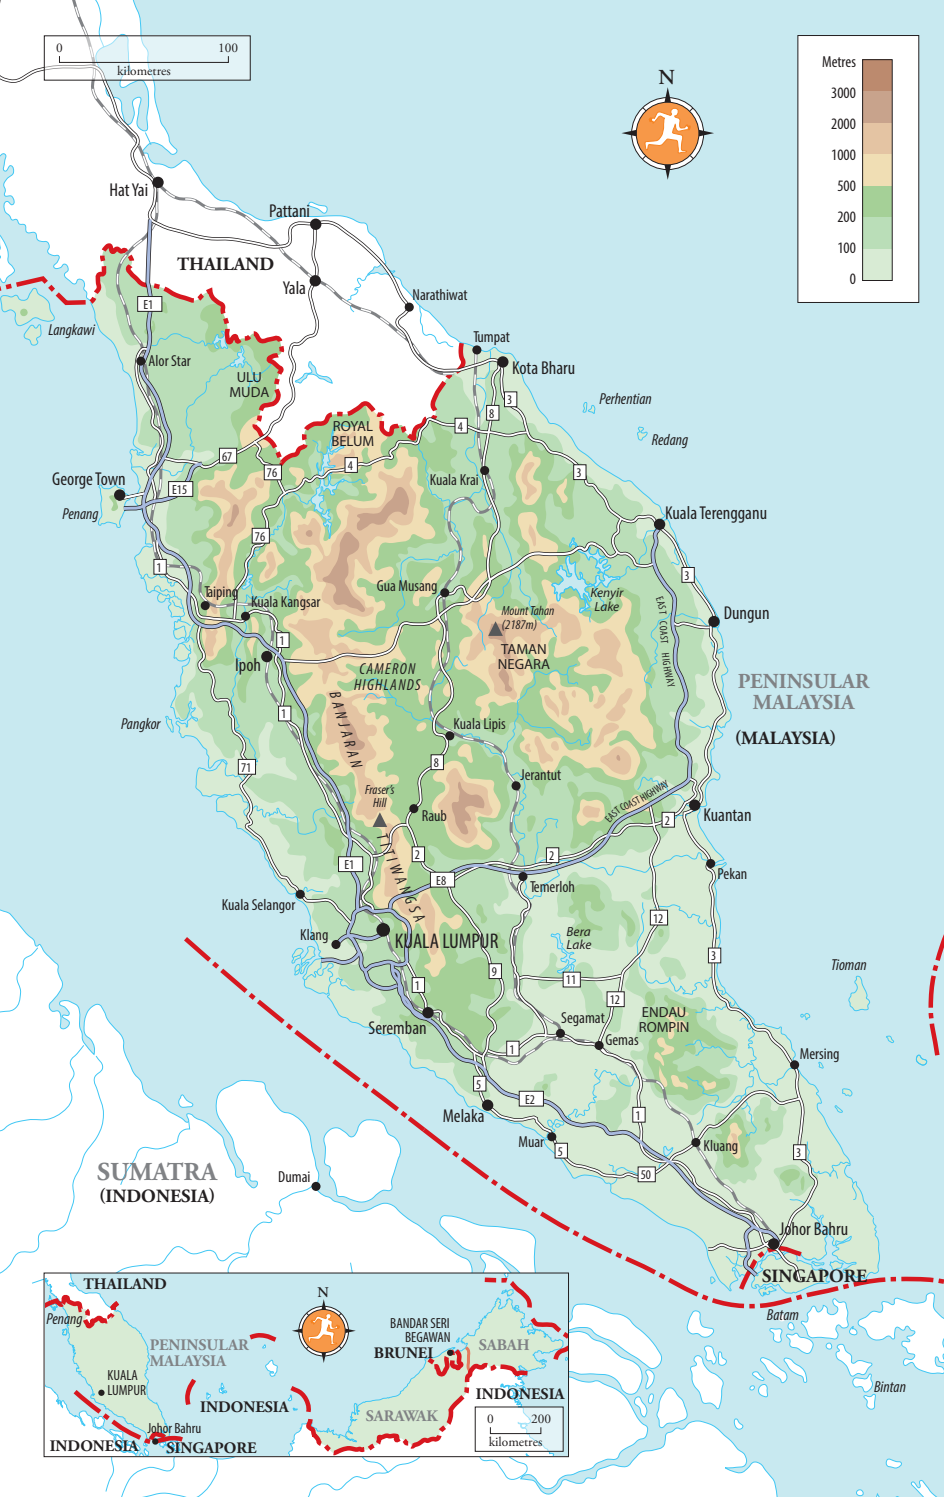 0 100
kilometres
N
Metres
3000
2000
1000
500
200
100
0
Hat Yai
Pattani
THAILAND
Yala
Narathiwat
E1
Langkawi
Tumpat
Alor Star
Kota Bharu
ULU
MUDA
3
8
Perhentian
ROYAL
BELUM
4
Redang
67
76
4
3
George Town
E15
Kuala Krai
Penang
Kuala Terengganu
76
1
3
Taiping
Kuala Kangsar
Gua Musang
Kenyir
Lake
Mount Tahan
(2187m)
EAST COAST HIGHWAY
Dungun
1
Ipoh
CAMERON
HIGHLANDS
TAMAN
NEGARA
PENINSULAR
MALAYSIA
(MALAYSIA)
BANJARAN
1
Pangkor
Kuala Lipis
71
8
Jerantut
Fraser's
Hill
EAST COAST HIGHWAY
Raub
2
Kuantan
TITIWANGSA
E1
2
2
E8
Temerloh
Pekan
Kuala Selangor
12
Klang
KUALA LUMPUR
Bera
Lake
3
Tioman
9
11
1
12
Seremban
Segamat
ENDAU
ROMPIN
1
Gemas
Mersing
5
E2
Melaka
1
Muar
5
Kluang
3
50
SUMATRA
(INDONESIA)
Dumai
Johor Bahru
SINGAPORE
Batam
Bintan
THAILAND
Penang
PENINSULAR
MALAYSIA
KUALA
LUMPUR
INDONESIA
Johor Bahru
INDONESIA
SINGAPORE
N
BANDAR SERI
BEGAWAN
BRUNEI
SABAH
INDONESIA
SARAWAK
0 200
kilometres